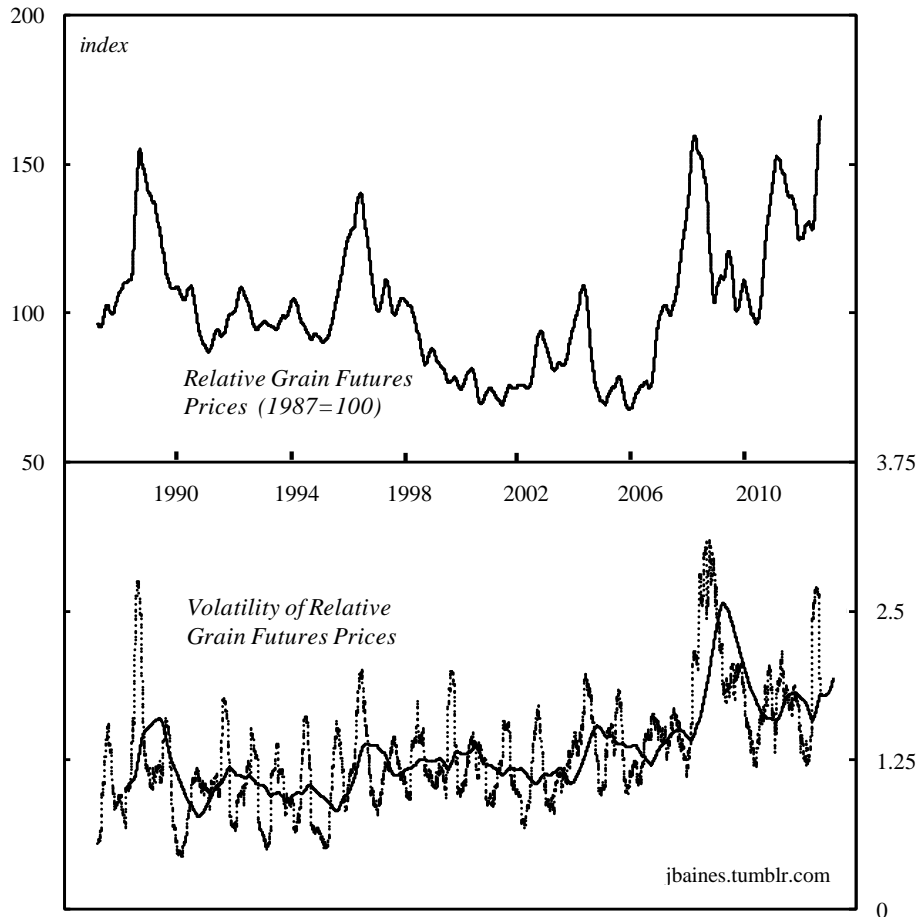 200
index
150
100
Relative Grain Futures
Prices (1987=100)
50
3.75
1990 1994 1998 2002 2006 2010
Volatility of Relative
Grain Futures Prices
2.5
1.25
jbaines.tumblr.com
0